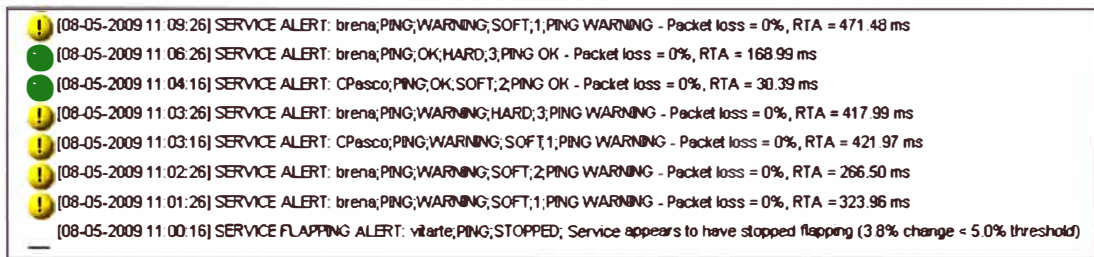 [08-05-2009 11:09:26] SERVICE ALERT: brena;PING;WARNING;SOFT;1;PING WARNING - Packet loss = 0%, RTA = 471.48 ms
[08-05-2009 11:06:26] SERVICE ALERT: brena;PING;OK;HARD;3;PING OK - Packet loss = 0%, RTA = 168.99 ms
[08-05-2009 11:04:16] SERVICE ALERT: CPasco;PING;OK;SOFT;2;PING OK - Packet loss = 0%, RTA = 30.39 ms
[08-05-2009 11:03:26] SERVICE ALERT: brena;PING;WARNING;HARD;3;PING WARNING - Packet loss = 0%, RTA = 417.99 ms
[08-05-2009 11:03:16] SERVICE ALERT: CPasco;PING;WARNING;SOFT;1;PING WARNING - Packet loss = 0%, RTA = 421.97 ms
[08-05-2009 11:02:26] SERVICE ALERT: brena;PING;WARNING;SOFT;2;PING WARNING - Packet loss = 0%, RTA = 266.50 ms
[08-05-2009 11:01:26] SERVICE ALERT: brena;PING;WARNING;SOFT;1;PING WARNING - Packet loss = 0%, RTA = 323.96 ms
[08-05-2009 11:00:16] SERVICE FLAPPING ALERT: vitarte;PING;STOPPED; Service appears to have stopped flapping (3.8% change < 5.0% threshold)